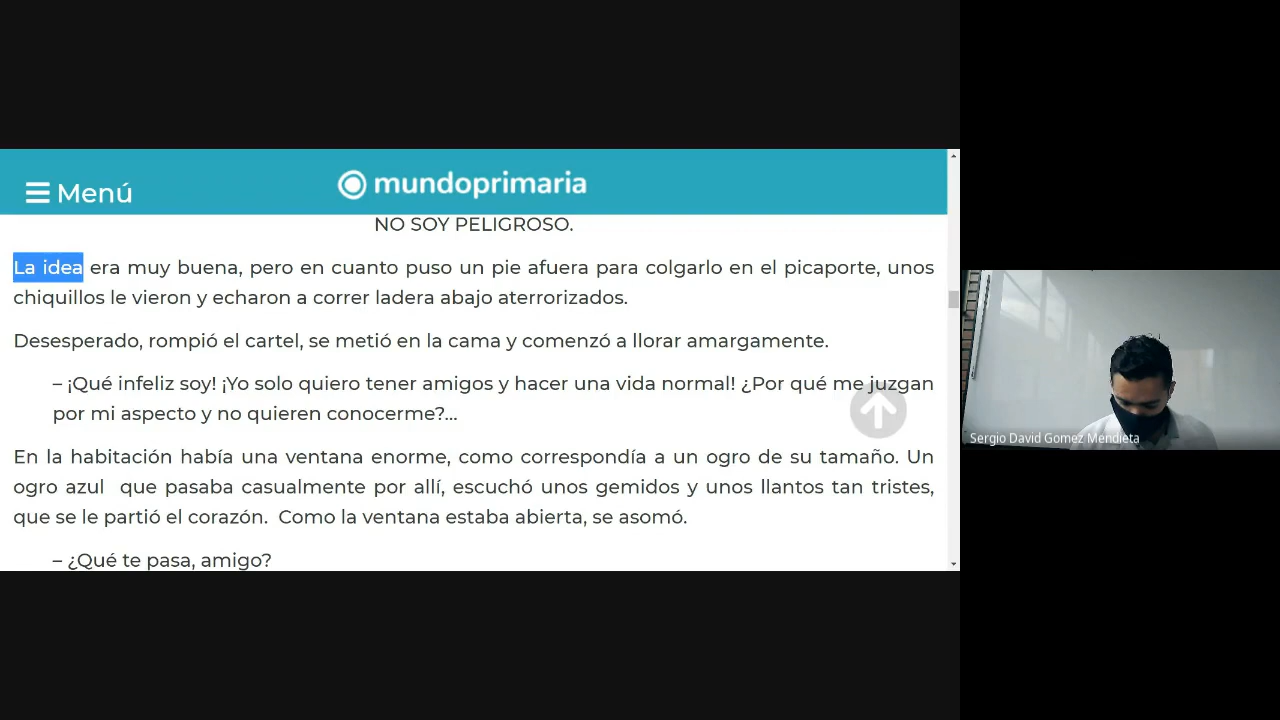 Menú
mundoprimaria
NO SOY PELIGROSO.
La idea era muy buena, pero en cuanto puso un pie afuera para colgarlo en el picaporte, unos
chiquillos le vieron y echaron a correr ladera abajo aterrorizados.
Desesperado, rompió el cartel, se metió en la cama y comenzó a llorar amargamente.
– ¡Qué infeliz soy! ¡Yo solo quiero tener amigos y hacer una vida normal! ¿Por qué me juzgan
por mi aspecto y no quieren conocerme?...
En la habitación había una ventana enorme, como correspondía a un ogro de su tamaño. Un
ogro azul que pasaba casualmente por allí, escuchó unos gemidos y unos llantos tan tristes,
que se le partió el corazón. Como la ventana estaba abierta, se asomó.
– ¿Qué te pasa, amigo?
Sergio David Gomez Mendieta